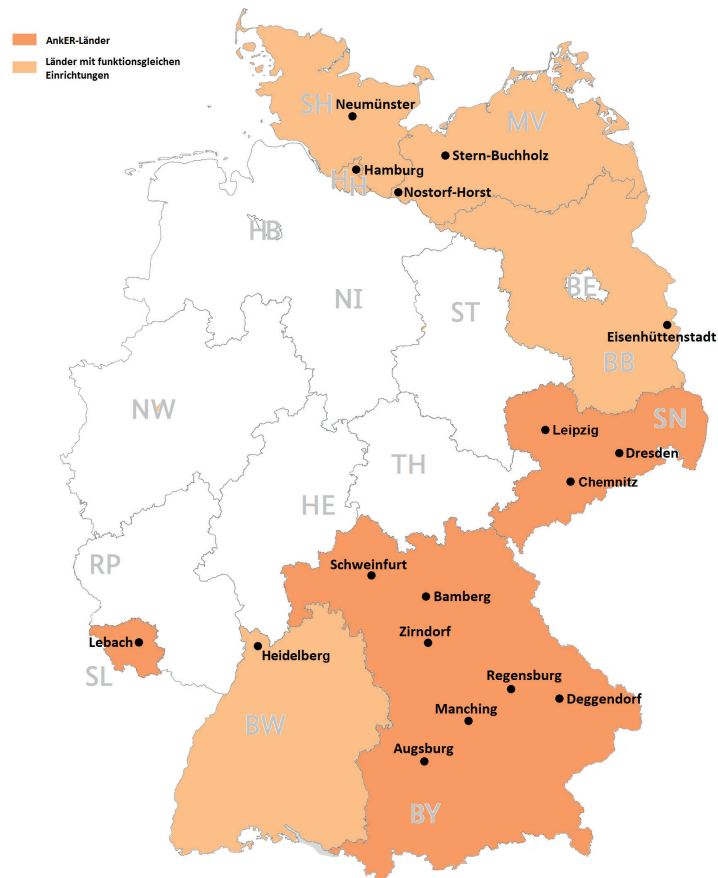 AnkER-Länder
Länder mit funktionsgleichen
Einrichtungen
SH
Neumünster
MV
Stern-Buchholz
Hamburg
HH
Nostorf-Horst
HB
NI
ST
BE
Eisenhüttenstadt
BB
NW
SN
Leipzig
Dresden
TH
Chemnitz
HE
RP
Schweinfurt
Bamberg
Zirndorf
Lebach
Heidelberg
SL
Regensburg
Deggendorf
Manching
BW
Augsburg
BY